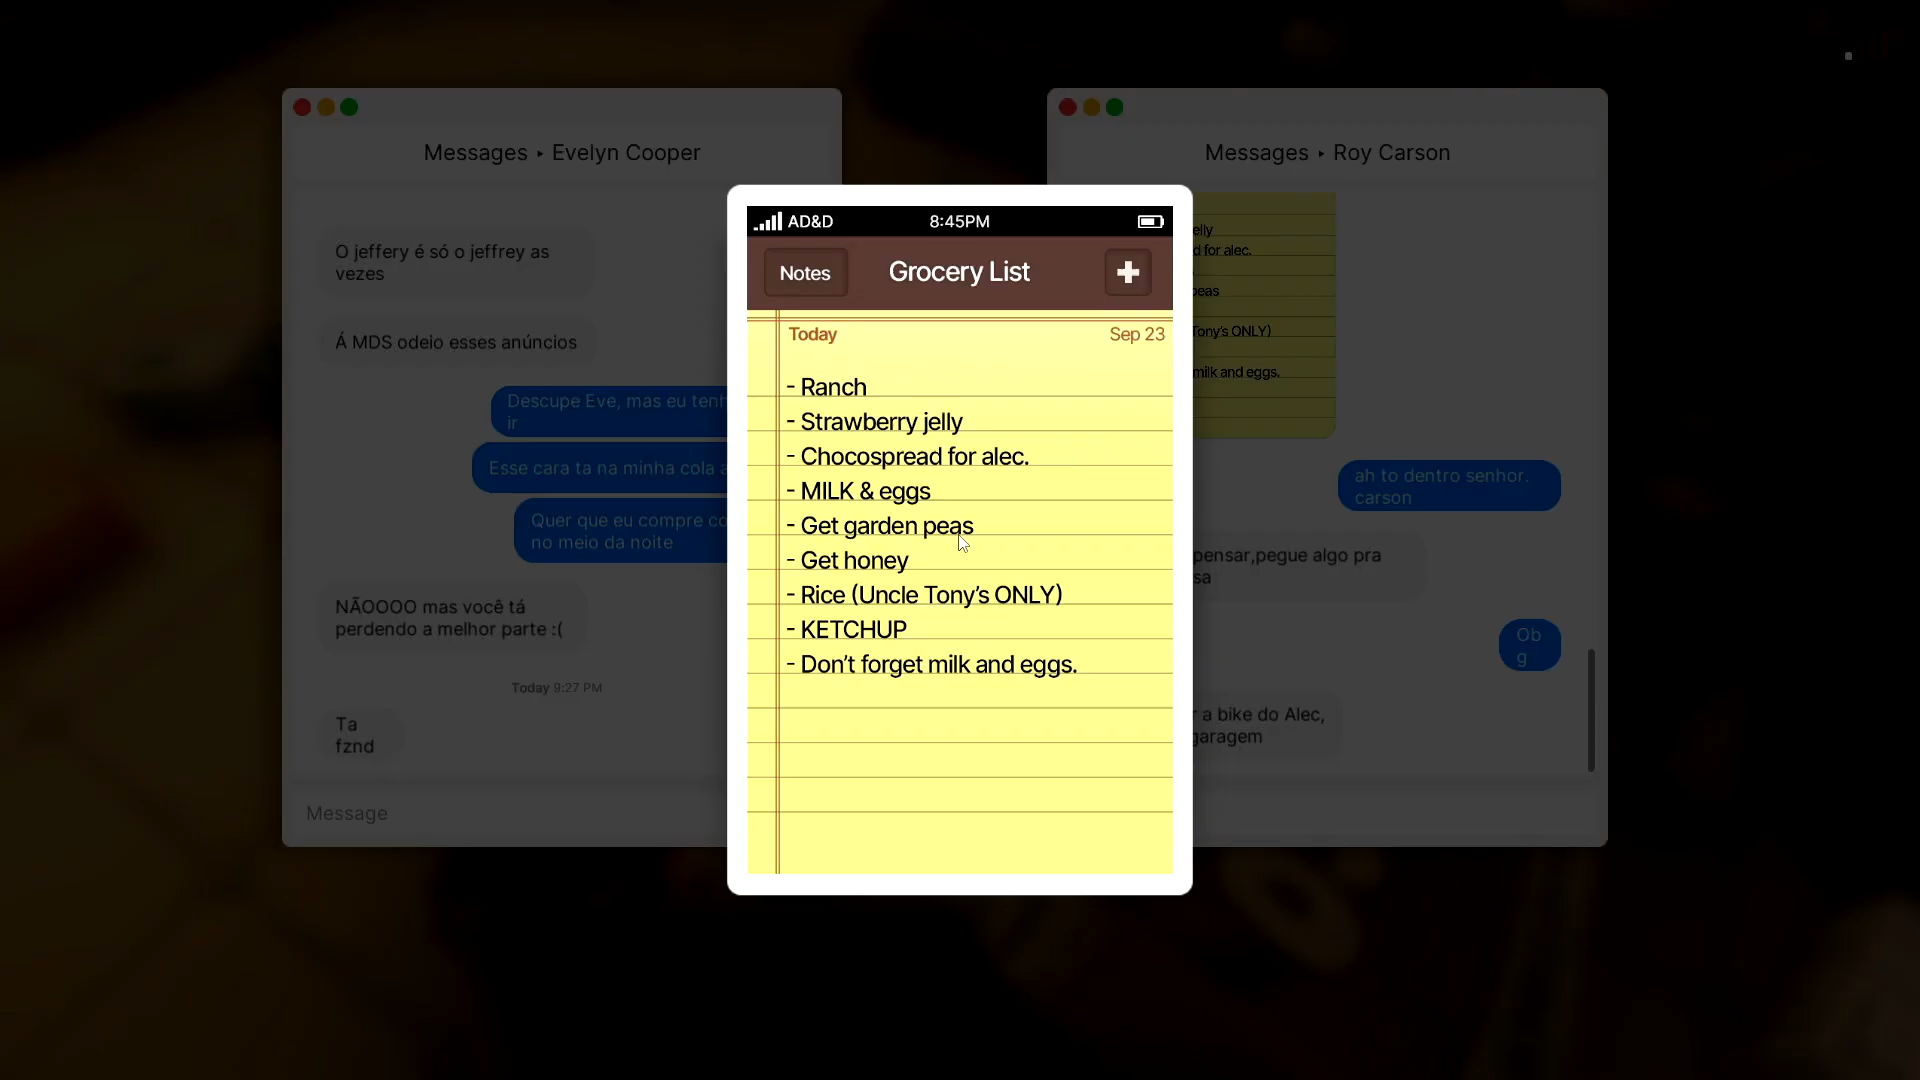 Messages ‣ Evelyn Cooper
O jeffery é só o jeffrey as
vezes
Á MDS odeio esses anúncios
Descupe Eve, mas eu
ir
Esse cara ta na minha cola
Quer que eu compre
no meio da noite
NÃOOOO mas você tá
perdendo a melhor parte :(
Today 9:27 PM
Ta
fznd
Message
AD&D
8:45PM
Notes
Grocery List
Today
Sep 23
- Ranch
- Strawberry jelly
- Chocospread for alec.
- MILK & eggs
- Get garden peas
- Get honey
- Rice (Uncle Tony's ONLY)
- KETCHUP
- Don't forget milk and eggs.
Messages ‣ Roy Carson
for alec.
peas
Tony's ONLY)
milk and eggs.
ah to dentro senhor.
carson
pensar,pegue algo pra
Ob
g
a bike do Alec,
garagem